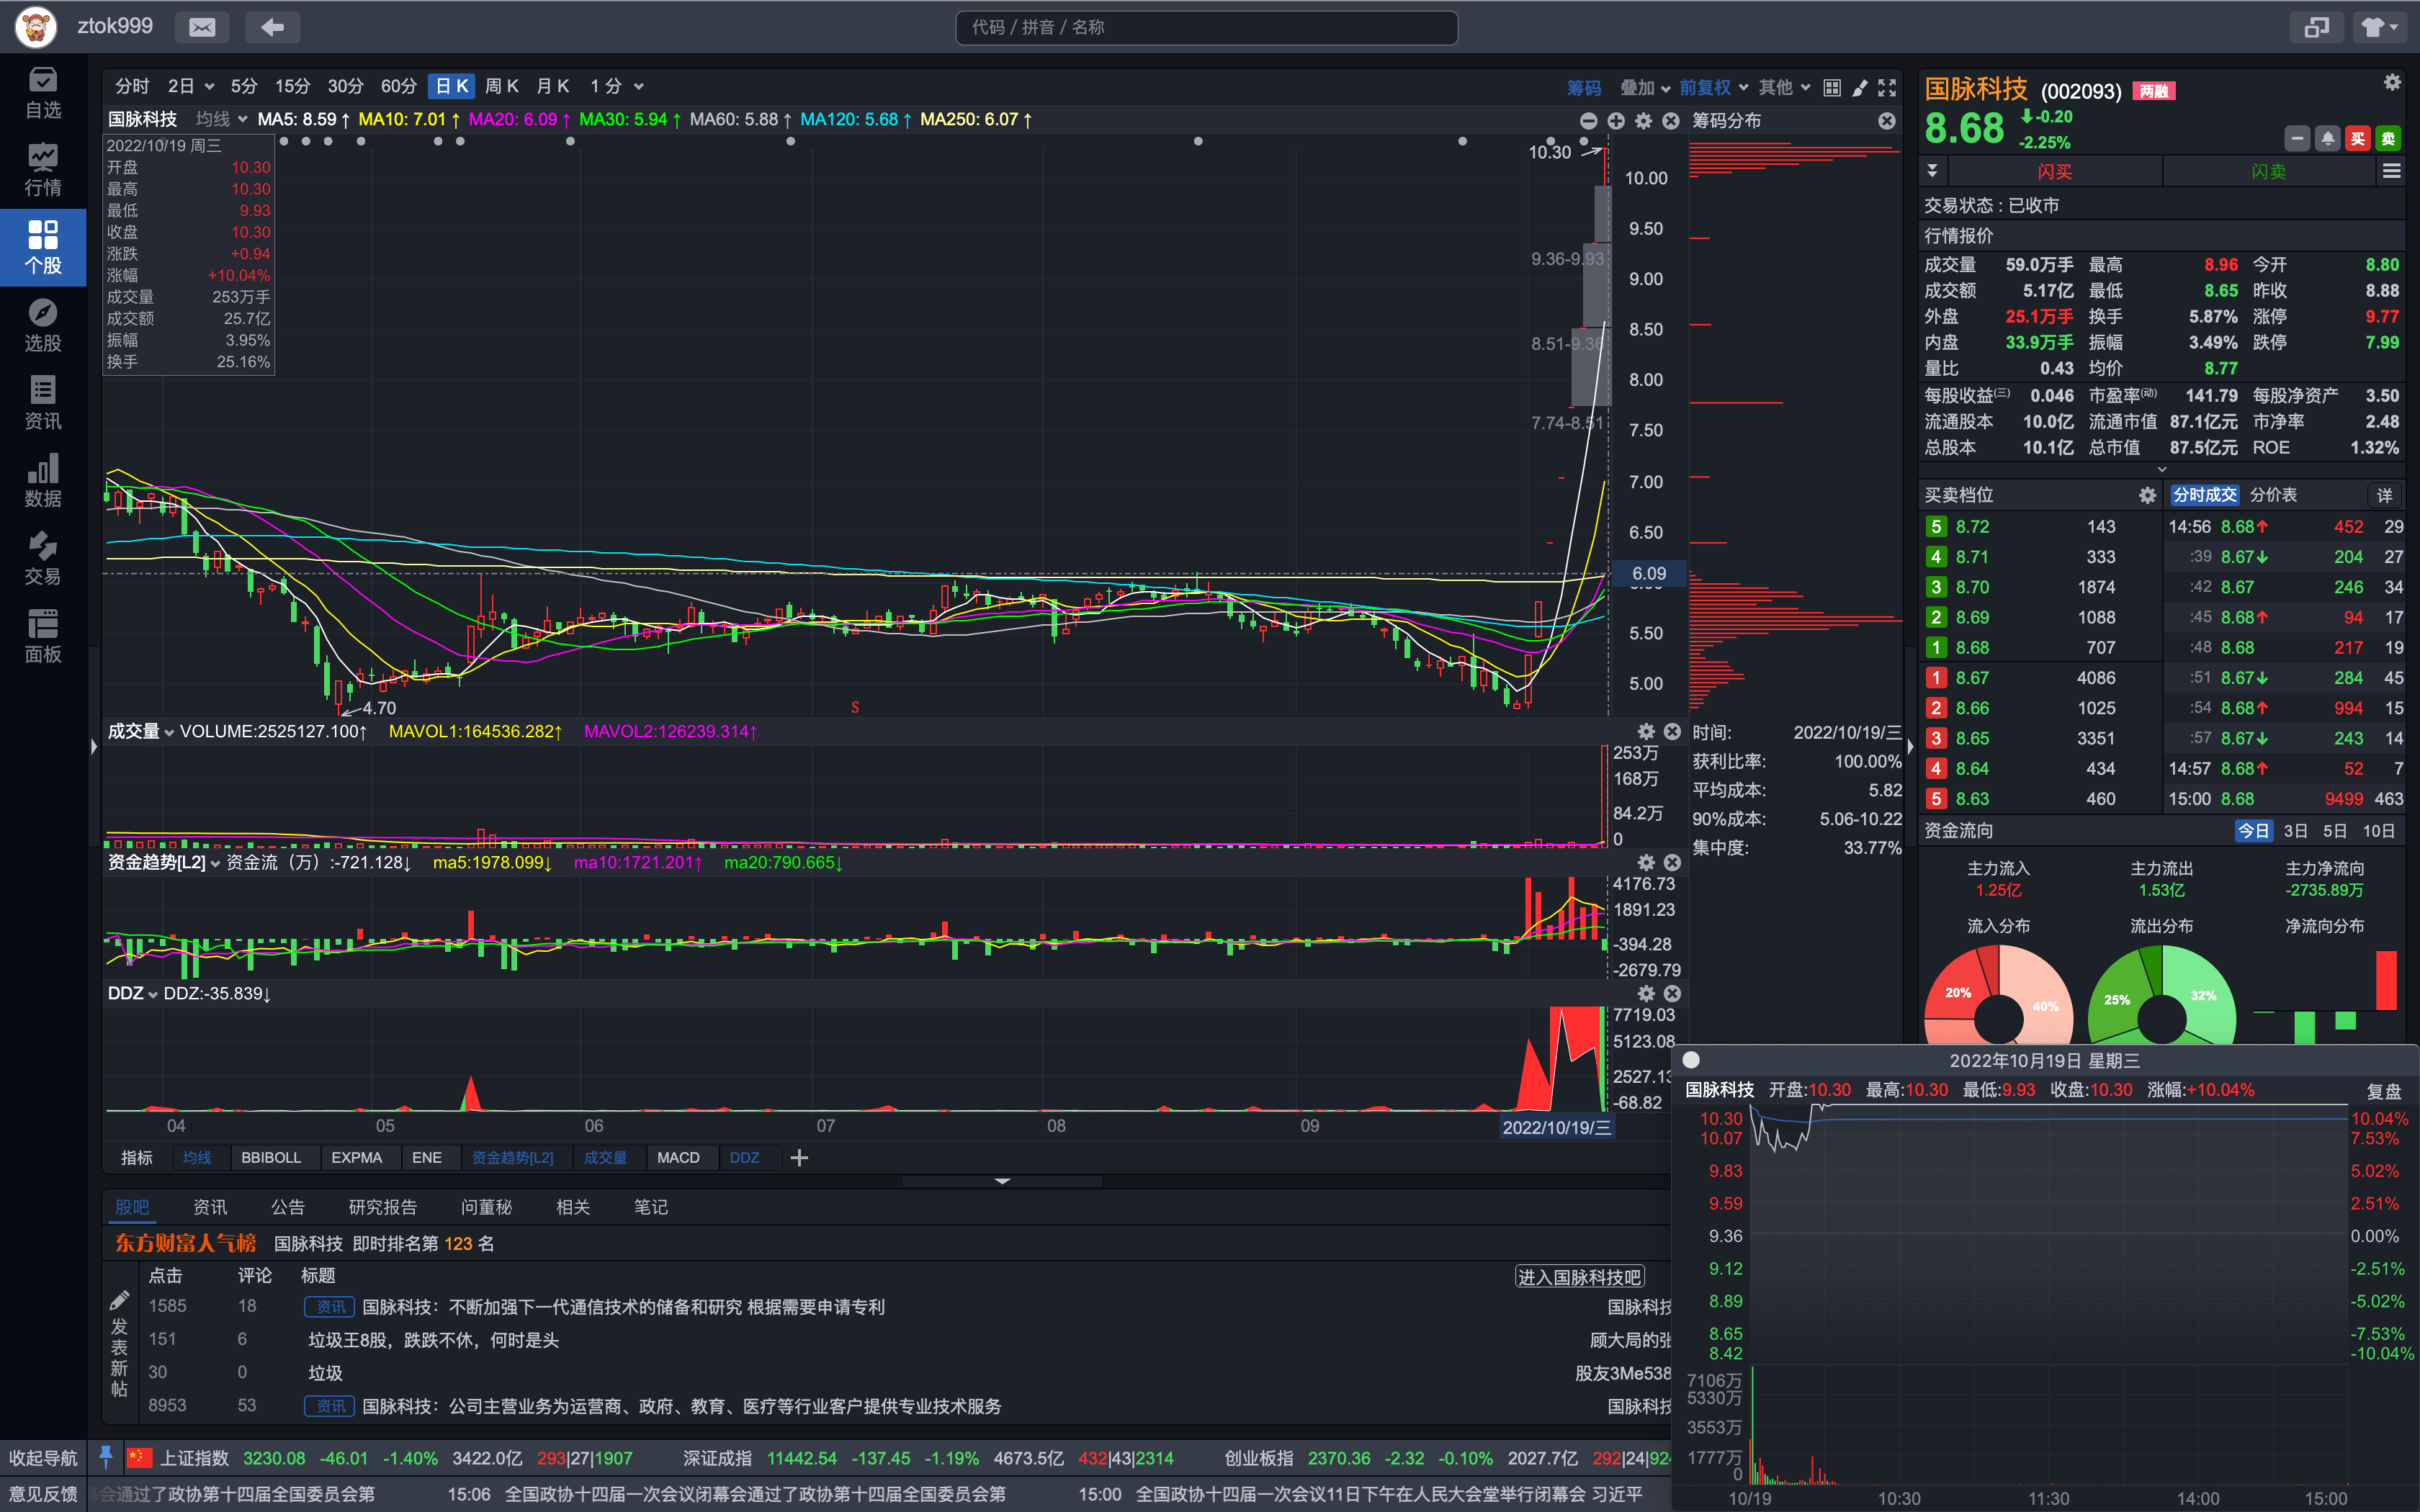 ztok999
代码 / 拼音 / 名称
自选
行情
个股
选股
资讯
数据
交易
面板
分时 2日 5分 15分 30分 60分 日K 周K 月K 1分
筹码 叠加 前复权 其他
国脉科技 均线 MA5: 8.59↑ MA10: 7.01↑ MA20: 6.09↑ MA30: 5.94↑ MA60: 5.88↑ MA120: 5.68↑ MA250: 6.07↑
筹码分布
2022/10/19 周三
开盘 10.30
最高 10.30
最低 9.93
收盘 10.30
涨跌 +0.94
涨幅 +10.04%
成交量 253万手
成交额 25.7亿
振幅 3.95%
换手 25.16%
10.30
9.36-9.93
8.51-9.36
7.74-8.51
4.70
S
10.00
9.50
9.00
8.50
8.00
7.50
7.00
6.50
6.09
5.50
5.00
成交量 VOLUME:2525127.100↑ MAVOL1:164536.282↑ MAVOL2:126239.314↑
253万
168万
84.2万
0
资金趋势[L2] 资金流（万）:-721.128↓ ma5:1978.099↓ ma10:1721.201↑ ma20:790.665↓
4176.73
1891.23
-394.28
-2679.79
DDZ DDZ:-35.839↓
7719.03
5123.08
2527.13
-68.82
04 05 06 07 08 09 2022/10/19/三
时间: 2022/10/19/三
获利比率: 100.00%
平均成本: 5.82
90%成本: 5.06-10.22
集中度: 33.77%
指标 均线 BBIBOLL EXPMA ENE 资金趋势[L2] 成交量 MACD DDZ
股吧 资讯 公告 研究报告 问董秘 相关 笔记
东方财富人气榜 国脉科技 即时排名第 123 名
点击 评论 标题 进入国脉科技吧
发表新帖
1585 18 资讯 国脉科技：不断加强下一代通信技术的储备和研究 根据需要申请专利 国脉科技
151 6 垃圾王8股，跌跌不休，何时是头 顾大局的张
30 0 垃圾 股友3Me538
8953 53 资讯 国脉科技：公司主营业务为运营商、政府、教育、医疗等行业客户提供专业技术服务 国脉科技
国脉科技 (002093) 两融
8.68 -0.20
-2.25%
买 卖
闪买 闪卖
交易状态：已收市
行情报价
成交量 59.0万手 最高 8.96 今开 8.80
成交额 5.17亿 最低 8.65 昨收 8.88
外盘 25.1万手 换手 5.87% 涨停 9.77
内盘 33.9万手 振幅 3.49% 跌停 7.99
量比 0.43 均价 8.77
每股收益(三) 0.046 市盈率(动) 141.79 每股净资产 3.50
流通股本 10.0亿 流通市值 87.1亿元 市净率 2.48
总股本 10.1亿 总市值 87.5亿元 ROE 1.32%
买卖档位 分时成交 分价表 详
5 8.72 143 14:56 8.68↑ 452 29
4 8.71 333 :39 8.67↓ 204 27
3 8.70 1874 :42 8.67 246 34
2 8.69 1088 :45 8.68↑ 94 17
1 8.68 707 :48 8.68 217 19
1 8.67 4086 :51 8.67↓ 284 45
2 8.66 1025 :54 8.68↑ 994 15
3 8.65 3351 :57 8.67↓ 243 14
4 8.64 434 14:57 8.68↑ 52 7
5 8.63 460 15:00 8.68 9499 463
资金流向 今日 3日 5日 10日
主力流入 主力流出 主力净流向
1.25亿 1.53亿 -2735.89万
流入分布 流出分布 净流向分布
20% 40% 25% 32%
2022年10月19日 星期三
国脉科技 开盘:10.30 最高:10.30 最低:9.93 收盘:10.30 涨幅:+10.04% 复盘
10.30 10.04%
10.07 7.53%
9.83 5.02%
9.59 2.51%
9.36 0.00%
9.12 -2.51%
8.89 -5.02%
8.65 -7.53%
8.42 -10.04%
7106万
5330万
3553万
1777万
0
10/19 10:30 11:30 14:00 15:00
收起导航 上证指数 3230.08 -46.01 -1.40% 3422.0亿 293|27|1907 深证成指 11442.54 -137.45 -1.19% 4673.5亿 432|43|2314 创业板指 2370.36 -2.32 -0.10% 2027.7亿 292|24|924
意见反馈 会通过了政协第十四届全国委员会第 15:06 全国政协十四届一次会议闭幕会通过了政协第十四届全国委员会第 15:00 全国政协十四届一次会议11日下午在人民大会堂举行闭幕会 习近平